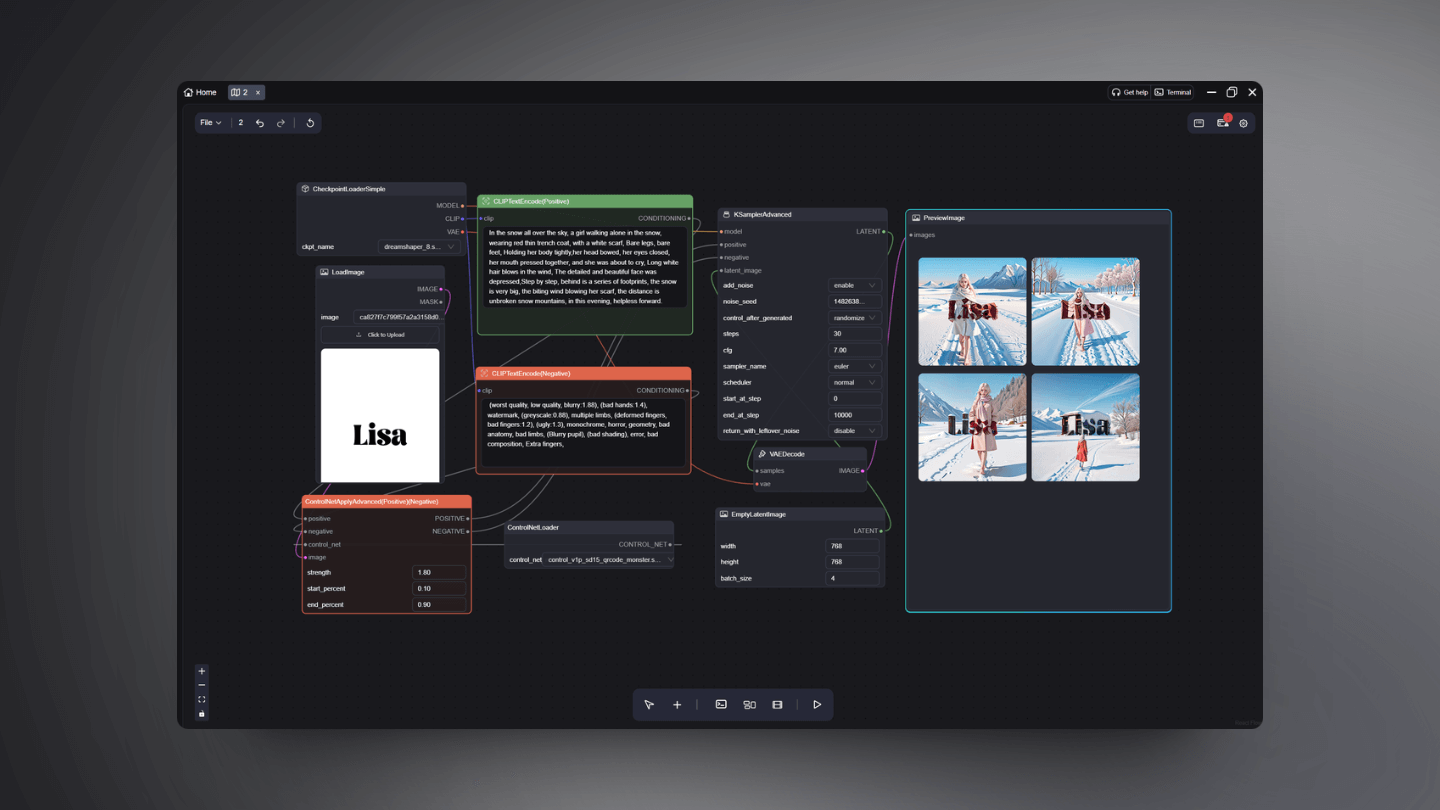 Home
2
Get help
Terminal
File
2
CheckpointLoaderSimple
MODEL
CLIP
VAE
ckpt_name
dreamshaper_8.s...
LoadImage
IMAGE
MASK
image
ca827f7c799f57a2a3158d0...
Click to Upload
Lisa
ControlNetApplyAdvanced(Positive)(Negative)
positive
POSITIVE
negative
NEGATIVE
control_net
image
strength
1.80
start_percent
0.10
end_percent
0.90
CLIPTextEncode(Positive)
clip
CONDITIONING
In the snow all over the sky, a girl walking alone in the snow,
wearing red thin trench coat, with a white scarf, Bare legs, bare
feet, Holding her body tightly,her head bowed, her eyes closed,
her mouth pressed together, and she was about to cry, Long white
hair blows in the wind, The detailed and beautiful face was
depressed,Step by step, behind is a series of footprints, the snow
is very big, the biting wind blowing her scarf, the distance is
unbroken snow mountains, in this evening, helpless forward.
CLIPTextEncode(Negative)
clip
CONDITIONING
(worst quality, low quality, blurry:1.88), (bad hands:1.4),
watermark, (greyscale:0.88), multiple limbs, (deformed fingers,
bad fingers:1.2), (ugly:1.3), monochrome, horror, geometry, bad
anatomy, bad limbs, (Blurry pupil), (bad shading), error, bad
composition, Extra fingers,
ControlNetLoader
CONTROL_NET
control_net
control_v1p_sd15_qrcode_monster.s...
KSamplerAdvanced
model
LATENT
positive
negative
latent_image
add_noise
enable
noise_seed
1482638...
control_after_generated
randomize
steps
30
cfg
7.00
sampler_name
euler
scheduler
normal
start_at_step
0
end_at_step
10000
return_with_leftover_noise
disable
VAEDecode
samples
IMAGE
vae
EmptyLatentImage
LATENT
width
768
height
768
batch_size
4
PreviewImage
images
Lisa
Lisa
Lisa
Lisa